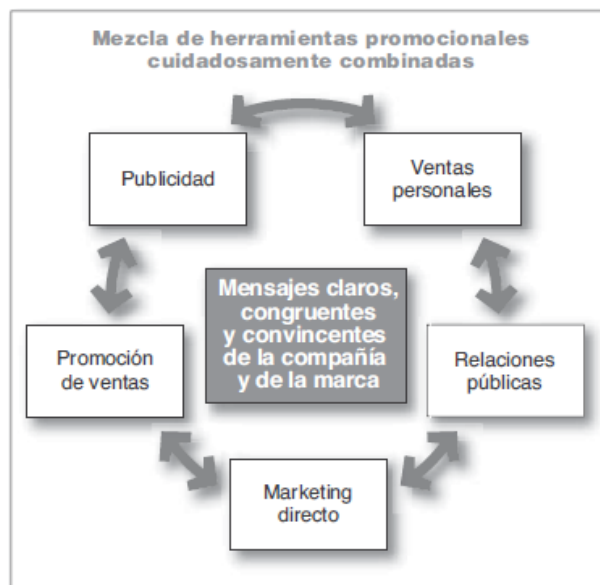 Mezcla de herramientas promocionales
cuidadosamente combinadas
Publicidad
Ventas
personales
Mensajes claros,
congruentes
y convincentes
de la compañía
y de la marca
Promoción
de ventas
Relaciones
públicas
Marketing
directo